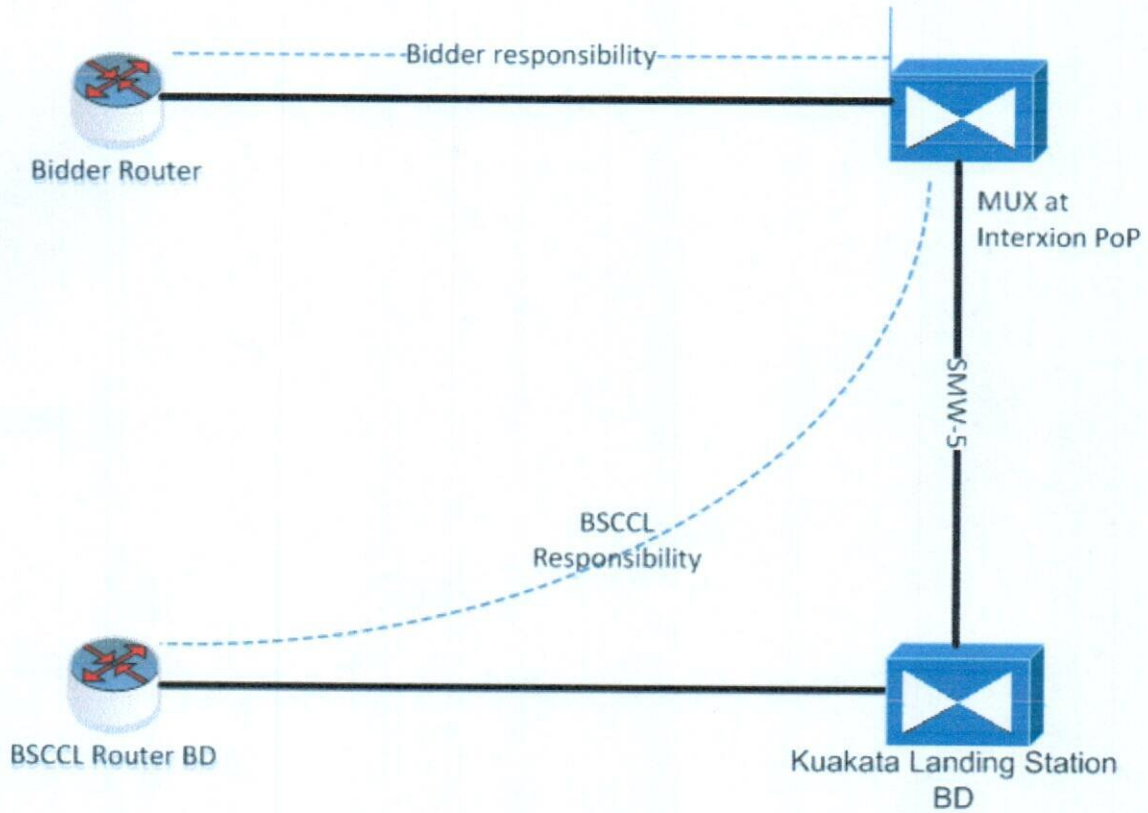 Bidder responsibility
Bidder Router
MUX at
Interxion PoP
SMW-5
BSCCL
Responsibility
BSCCL Router BD
Kuakata Landing Station
BD